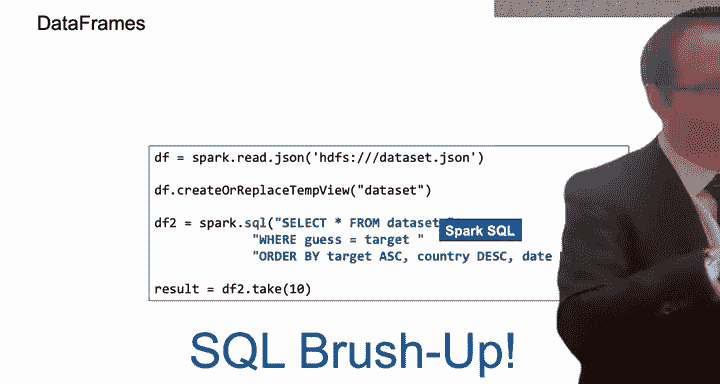 DataFrames
df = spark.read.json('hdfs:///dataset.json')
df.createOrReplaceTempView("dataset")
df2 = spark.sql("SELECT * FROM dataset "
Spark SQL
"WHERE guess = target "
"ORDER BY target ASC, country DESC, date
result = df2.take(10)
SQL Brush-Up!